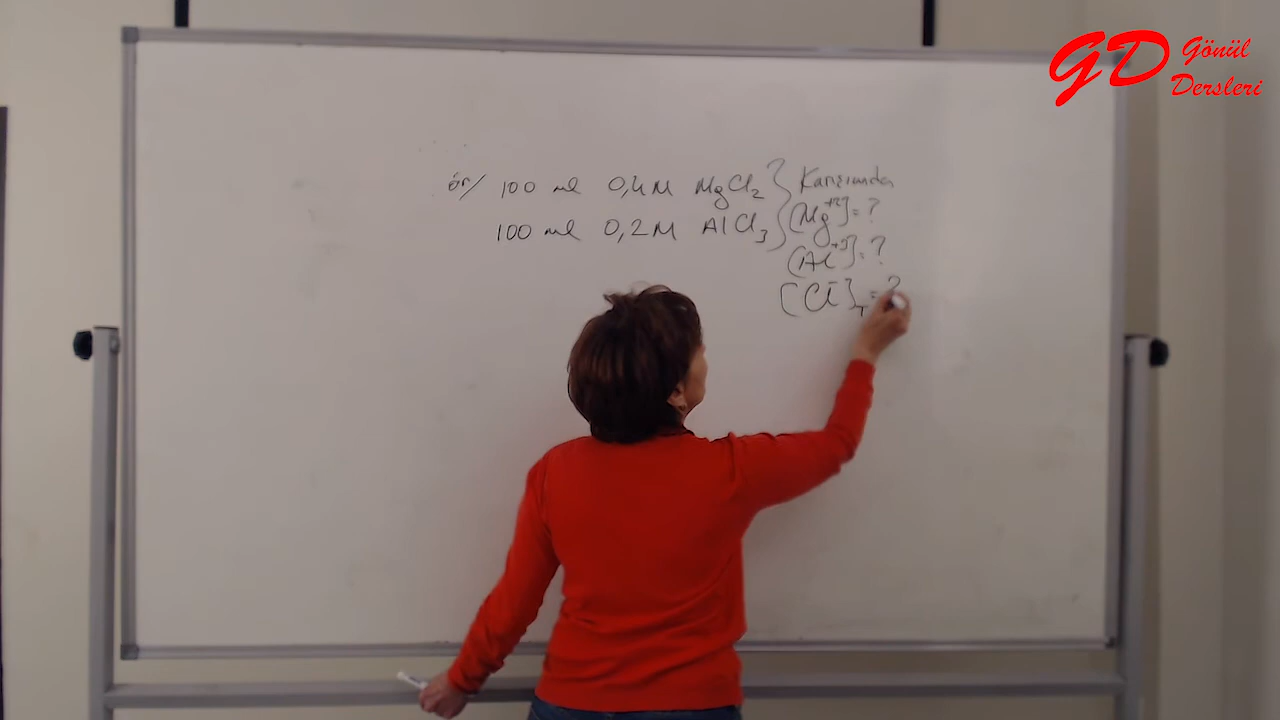 GD Gönül
Dersleri
ör/ 100 ml 0,4M MgCl₂ } Karışımda
100 ml 0,2M AlCl₃ } [Mg⁺²] = ?
[Al⁺³] = ?
[Cl⁻]ₜ = ?